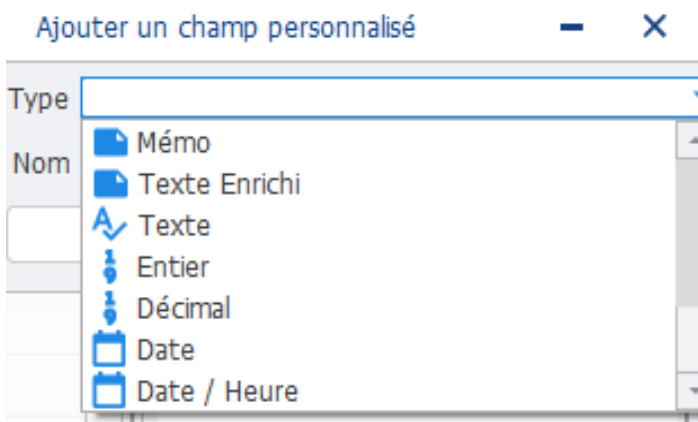 Ajouter un champ personnalisé
Type
Nom
Mémo
Texte Enrichi
Texte
Entier
Décimal
Date
Date / Heure